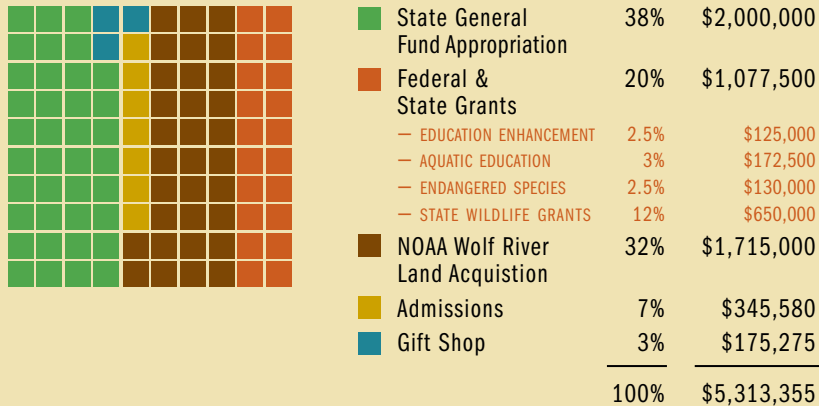 State General 38% $2,000,000
Fund Appropriation
Federal & 20% $1,077,500
State Grants
— EDUCATION ENHANCEMENT 2.5% $125,000
— AQUATIC EDUCATION 3% $172,500
— ENDANGERED SPECIES 2.5% $130,000
— STATE WILDLIFE GRANTS 12% $650,000
NOAA Wolf River 32% $1,715,000
Land Acquistion
Admissions 7% $345,580
Gift Shop 3% $175,275
100% $5,313,355